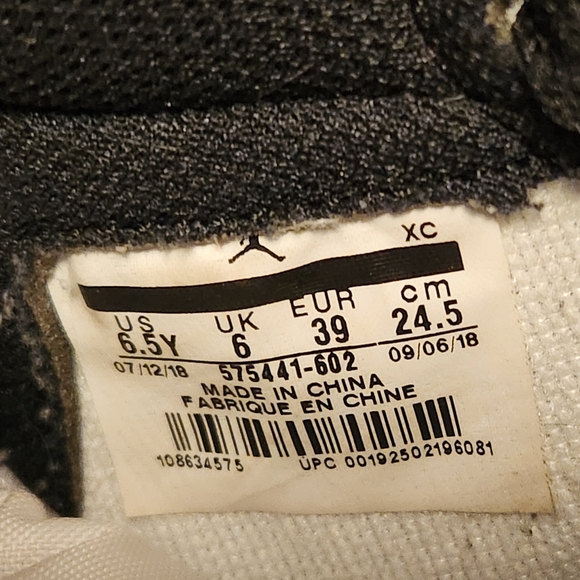 XC
US UK EUR cm
6.5Y 6 39 24.5
07/12/18 575441-602 09/06/18
MADE IN CHINA
FABRIQUE EN CHINE
108634575 UPC 00192502196081